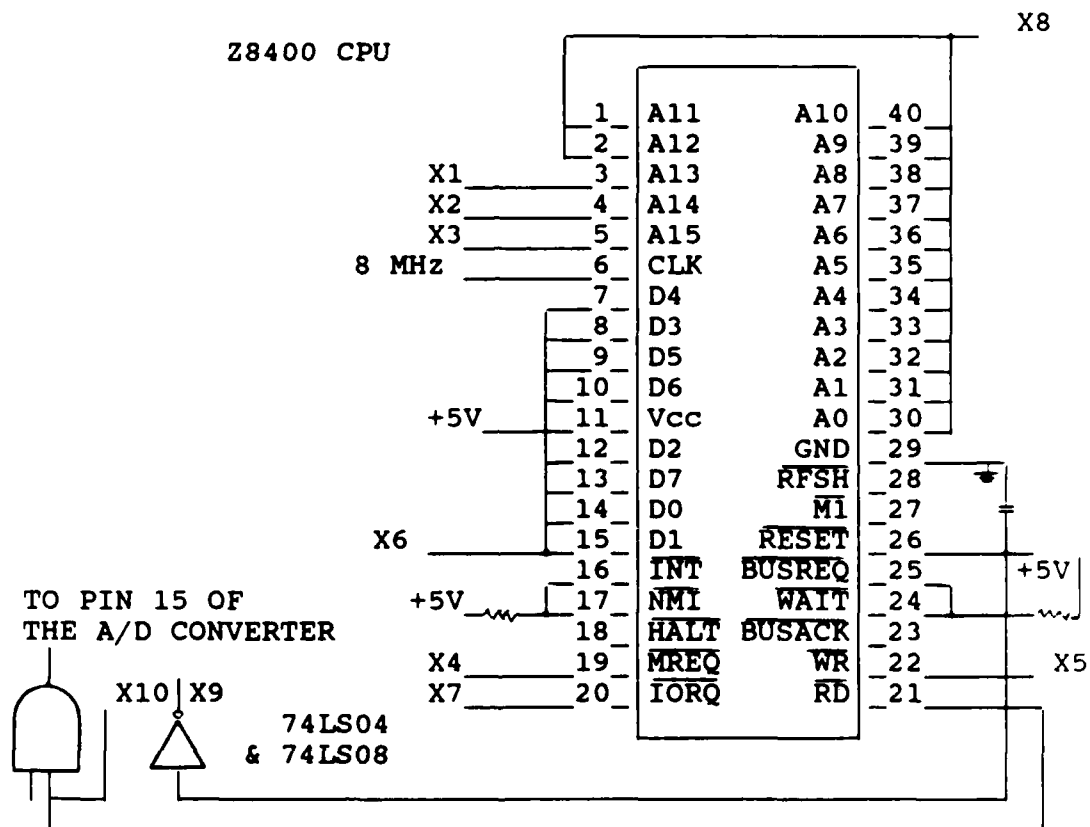 X8
Z8400 CPU
1 A11 A10 40
2 A12 A9 39
X1 3 A13 A8 38
X2 4 A14 A7 37
X3 5 A15 A6 36
8 MHz 6 CLK A5 35
7 D4 A4 34
8 D3 A3 33
9 D5 A2 32
10 D6 A1 31
+5V 11 Vcc A0 30
12 D2 GND 29
13 D7 RFSH 28
14 D0 M1 27
X6 15 D1 RESET 26
16 INT BUSREQ 25 +5V
+5V 17 NMI WAIT 24
18 HALT BUSACK 23
X4 19 MREQ WR 22 X5
X7 20 IORQ RD 21
TO PIN 15 OF
THE A/D CONVERTER
X10 X9
74LS04
& 74LS08